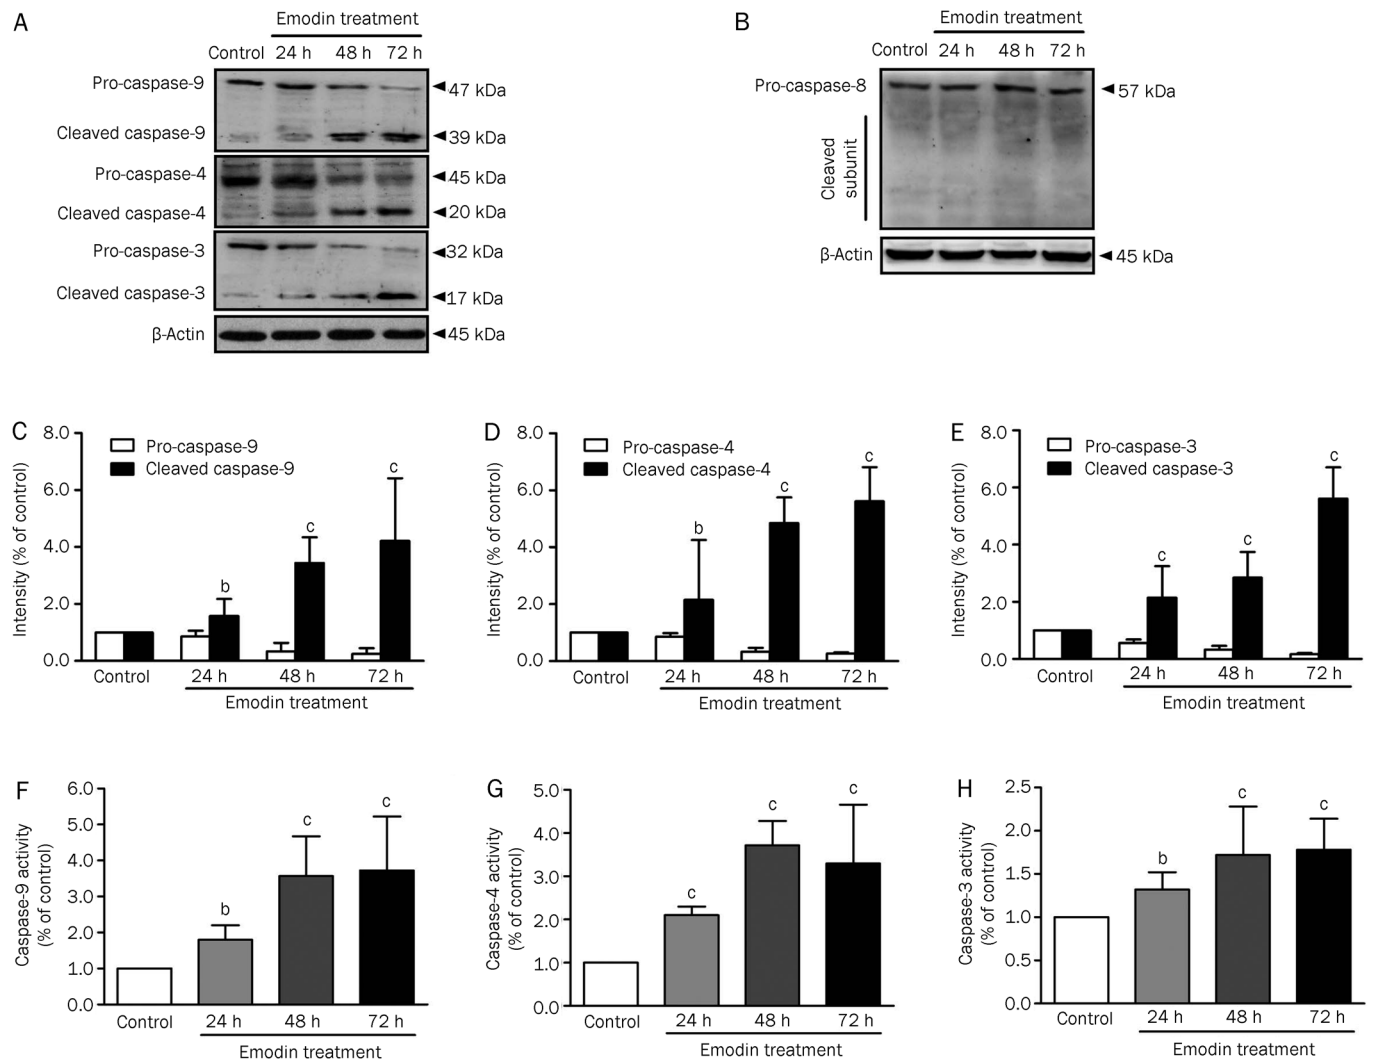 A
Emodin treatment
Control 24 h 48 h 72 h
Pro-caspase-9 47 kDa
Cleaved caspase-9 39 kDa
Pro-caspase-4 45 kDa
Cleaved caspase-4 20 kDa
Pro-caspase-3 32 kDa
Cleaved caspase-3 17 kDa
β-Actin 45 kDa
B
Emodin treatment
Control 24 h 48 h 72 h
Pro-caspase-8 57 kDa
Cleaved
subunit
β-Actin 45 kDa
C
Intensity (% of control)
8.0
6.0
4.0
2.0
0.0
Pro-caspase-9
Cleaved caspase-9
b
c
c
Control 24 h 48 h 72 h
Emodin treatment
D
Intensity (% of control)
8.0
6.0
4.0
2.0
0.0
Pro-caspase-4
Cleaved caspase-4
b
c
c
Control 24 h 48 h 72 h
Emodin treatment
E
Intensity (% of control)
8.0
6.0
4.0
2.0
0.0
Pro-caspase-3
Cleaved caspase-3
c
c
c
Control 24 h 48 h 72 h
Emodin treatment
F
Caspase-9 activity
(% of control)
6.0
5.0
4.0
3.0
2.0
1.0
0.0
b
c
c
Control 24 h 48 h 72 h
Emodin treatment
G
Caspase-4 activity
(% of control)
5.0
4.0
3.0
2.0
1.0
0.0
c
c
c
Control 24 h 48 h 72 h
Emodin treatment
H
Caspase-3 activity
(% of control)
2.5
2.0
1.5
1.0
0.5
0.0
b
c
c
Control 24 h 48 h 72 h
Emodin treatment